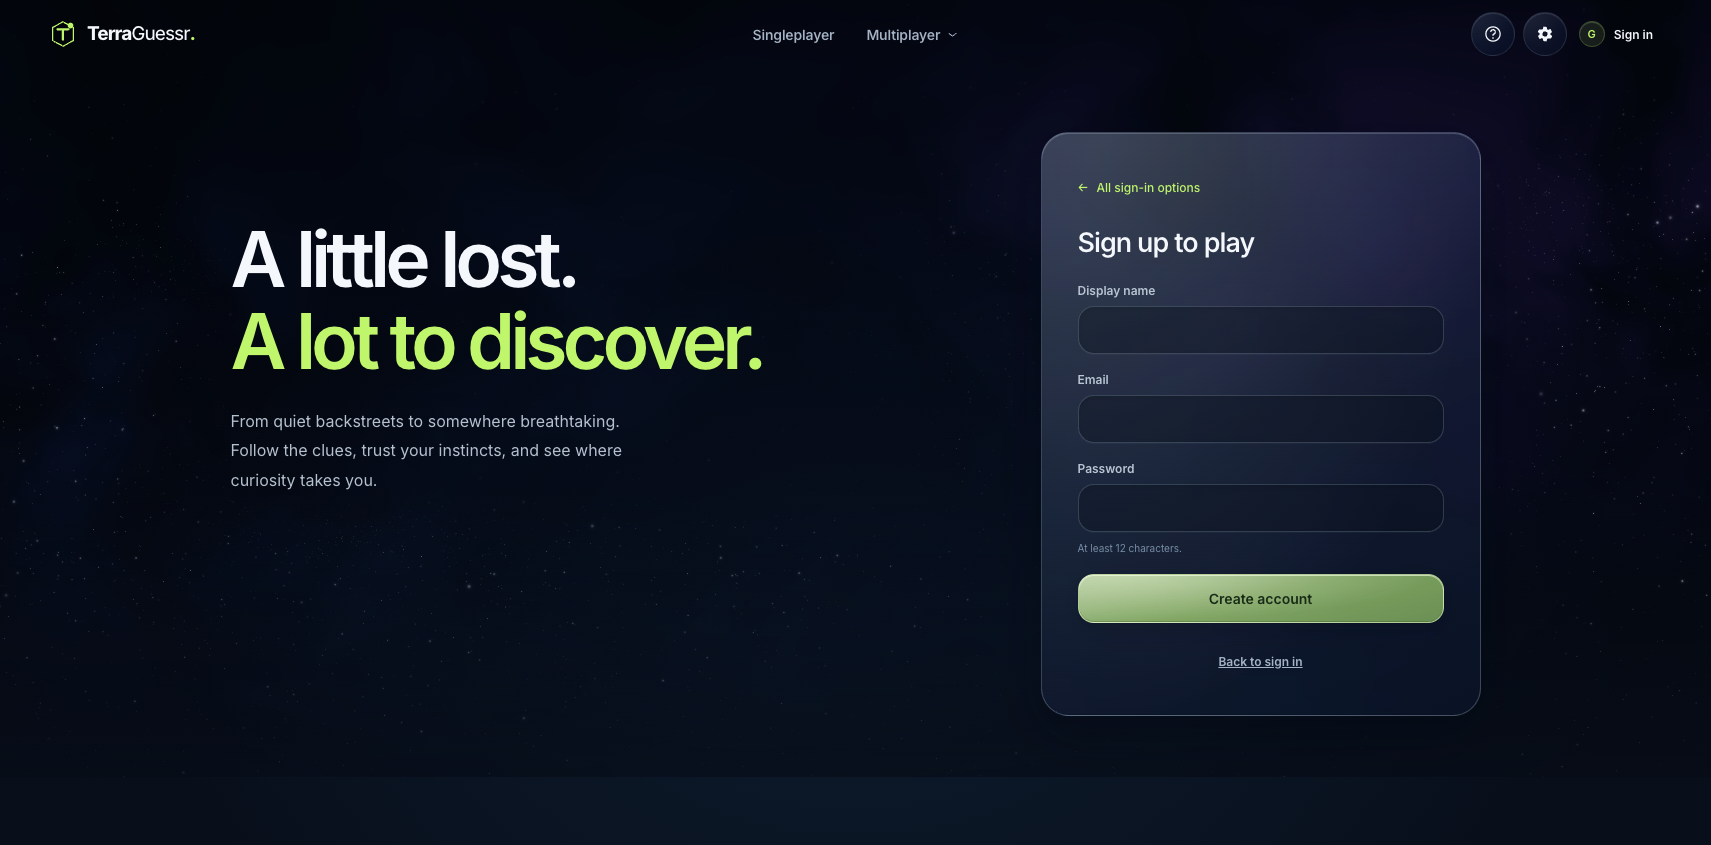 TerraGuessr.
Singleplayer
Multiplayer
G
Sign in
A little lost.
A lot to discover.
From quiet backstreets to somewhere breathtaking.
Follow the clues, trust your instincts, and see where
curiosity takes you.
← All sign-in options
Sign up to play
Display name
Email
Password
At least 12 characters.
Create account
Back to sign in